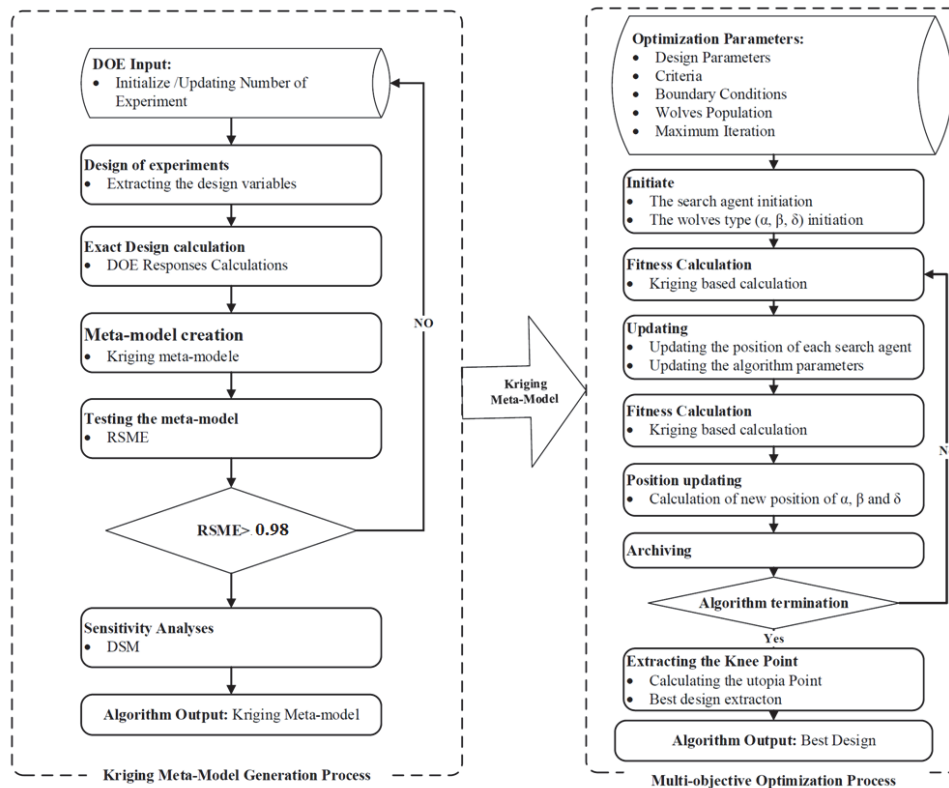 DOE Input:
• Initialize /Updating Number of
Experiment
Design of experiments
• Extracting the design variables
Exact Design calculation
• DOE Responses Calculations
Meta-model creation
• Kriging meta-modele
Testing the meta-model
• RSME
RSME> 0.98
NO
Sensitivity Analyses
• DSM
Algorithm Output: Kriging Meta-model
Kriging Meta-Model Generation Process
Kriging
Meta-Model
Optimization Parameters:
• Design Parameters
• Criteria
• Boundary Conditions
• Wolves Population
• Maximum Iteration
Initiate
• The search agent initiation
• The wolves type (α, β, δ) initiation
Fitness Calculation
• Kriging based calculation
Updating
• Updating the position of each search agent
• Updating the algorithm parameters
Fitness Calculation
• Kriging based calculation
Position updating
• Calculation of new position of α, β and δ
Archiving
Algorithm termination
Yes
Extracting the Knee Point
• Calculating the utopia Point
• Best design extracton
Algorithm Output: Best Design
Multi-objective Optimization Process